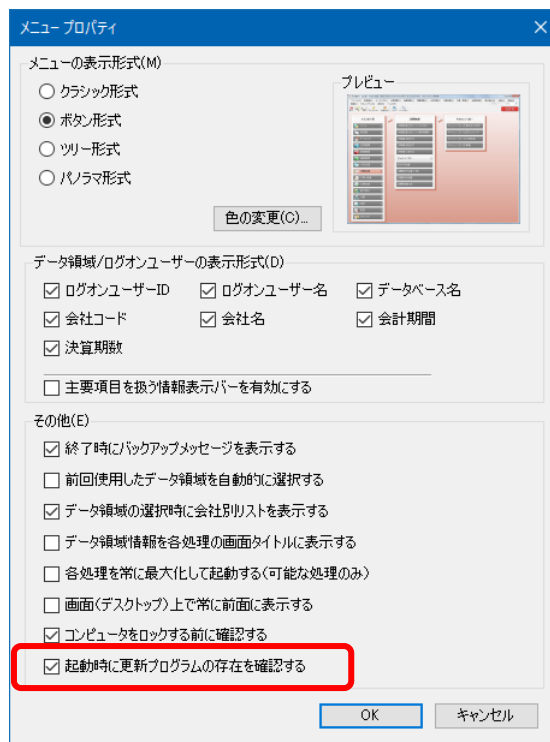 メニュー プロパティ
メニューの表示形式(M)
クラシック形式
ボタン形式
ツリー形式
パノラマ形式
色の変更(C)...
プレビュー
データ領域/ログオンユーザーの表示形式(D)
ログオンユーザーID ログオンユーザー名 データベース名
会社コード 会社名 会計期間
決算期数
主要項目を扱う情報表示バーを有効にする
その他(E)
終了時にバックアップメッセージを表示する
前回使用したデータ領域を自動的に選択する
データ領域の選択時に会社別リストを表示する
データ領域情報を各処理の画面タイトルに表示する
各処理を常に最大化して起動する(可能な処理のみ)
画面(デスクトップ)上で常に前面に表示する
コンピュータをロックする前に確認する
起動時に更新プログラムの存在を確認する
OK キャンセル